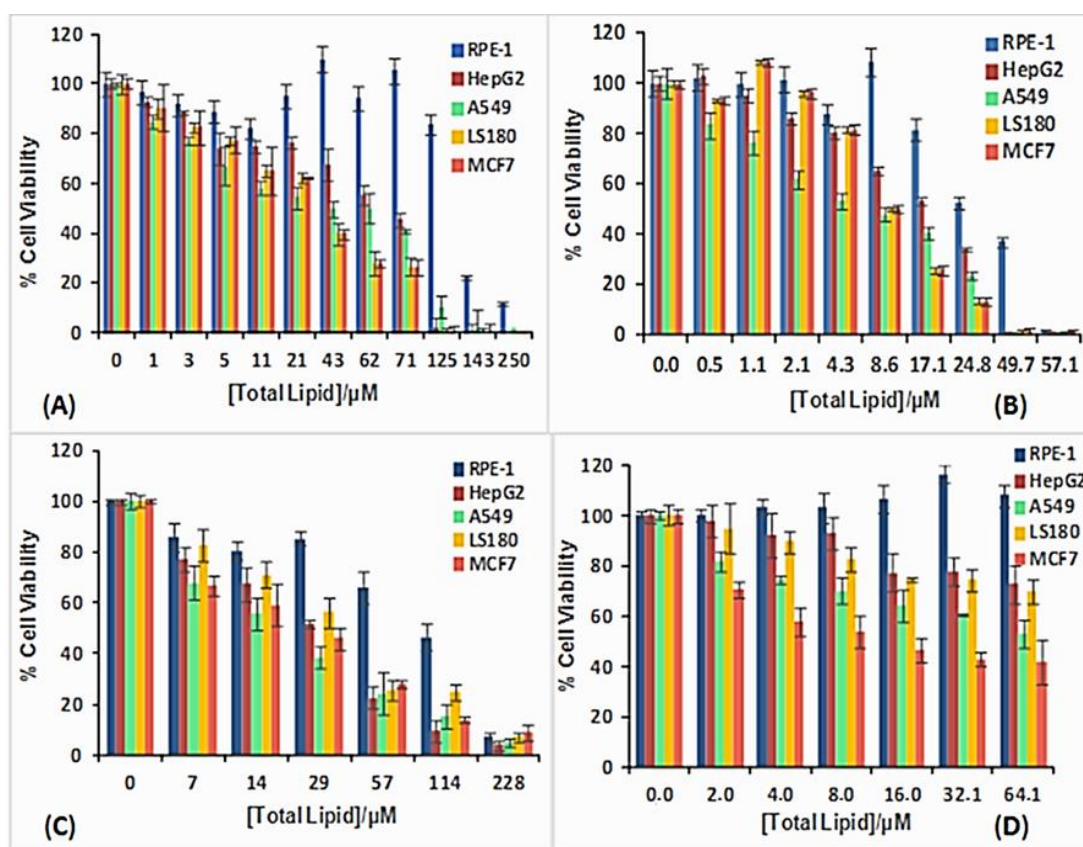 120
100
80
60
40
20
0
% Cell Viability
RPE-1
HepG2
A549
LS180
MCF7
0 1 3 5 11 21 43 62 71 125 143 250
[Total Lipid]/µM
(A)
120
100
80
60
40
20
0
% Cell Viability
RPE-1
HepG2
A549
LS180
MCF7
0.0 0.5 1.1 2.1 4.3 8.6 17.1 24.8 49.7 57.1
[Total Lipid]/µM
(B)
120
100
80
60
40
20
0
% Cell Viability
RPE-1
HepG2
A549
LS180
MCF7
0 7 14 29 57 114 228
[Total Lipid]/µM
(C)
120
100
80
60
40
20
0
% Cell Viability
RPE-1
HepG2
A549
LS180
MCF7
0.0 2.0 4.0 8.0 16.0 32.1 64.1
[Total Lipid]/µM
(D)